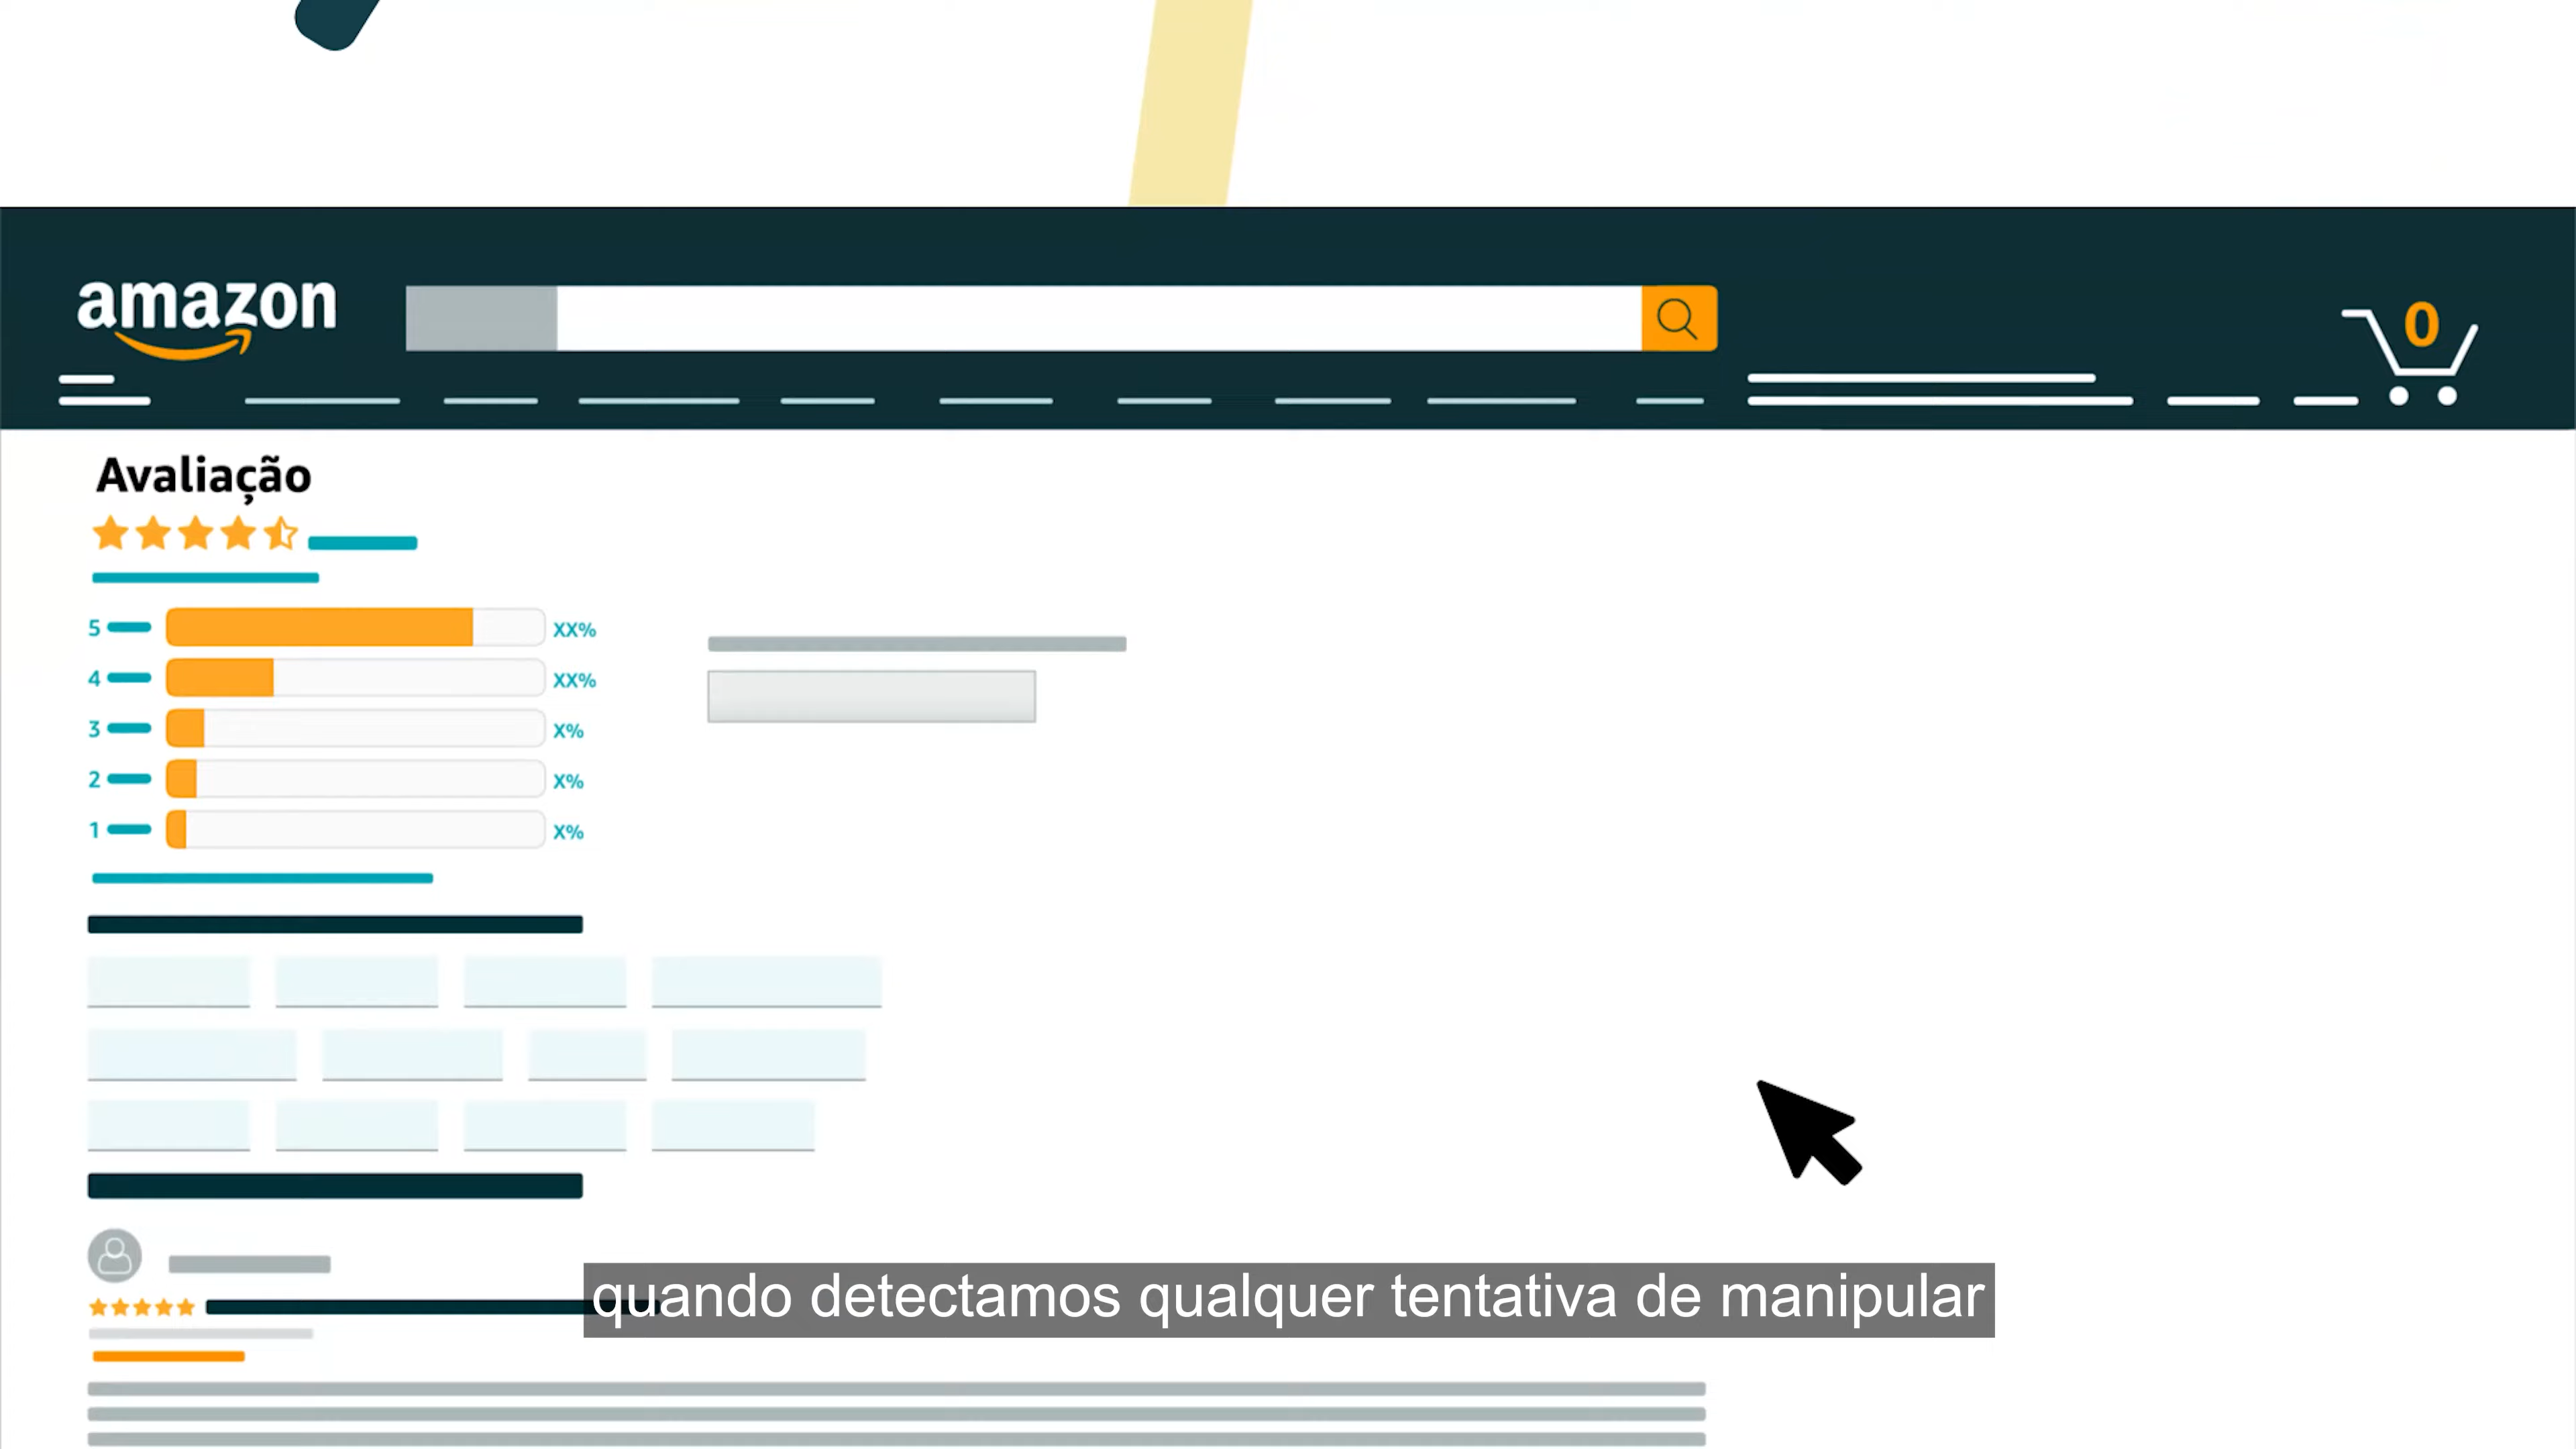 amazon
0
Avaliação
5 XX%
4 XX%
3 X%
2 X%
1 X%
quando detectamos qualquer tentativa de manipular